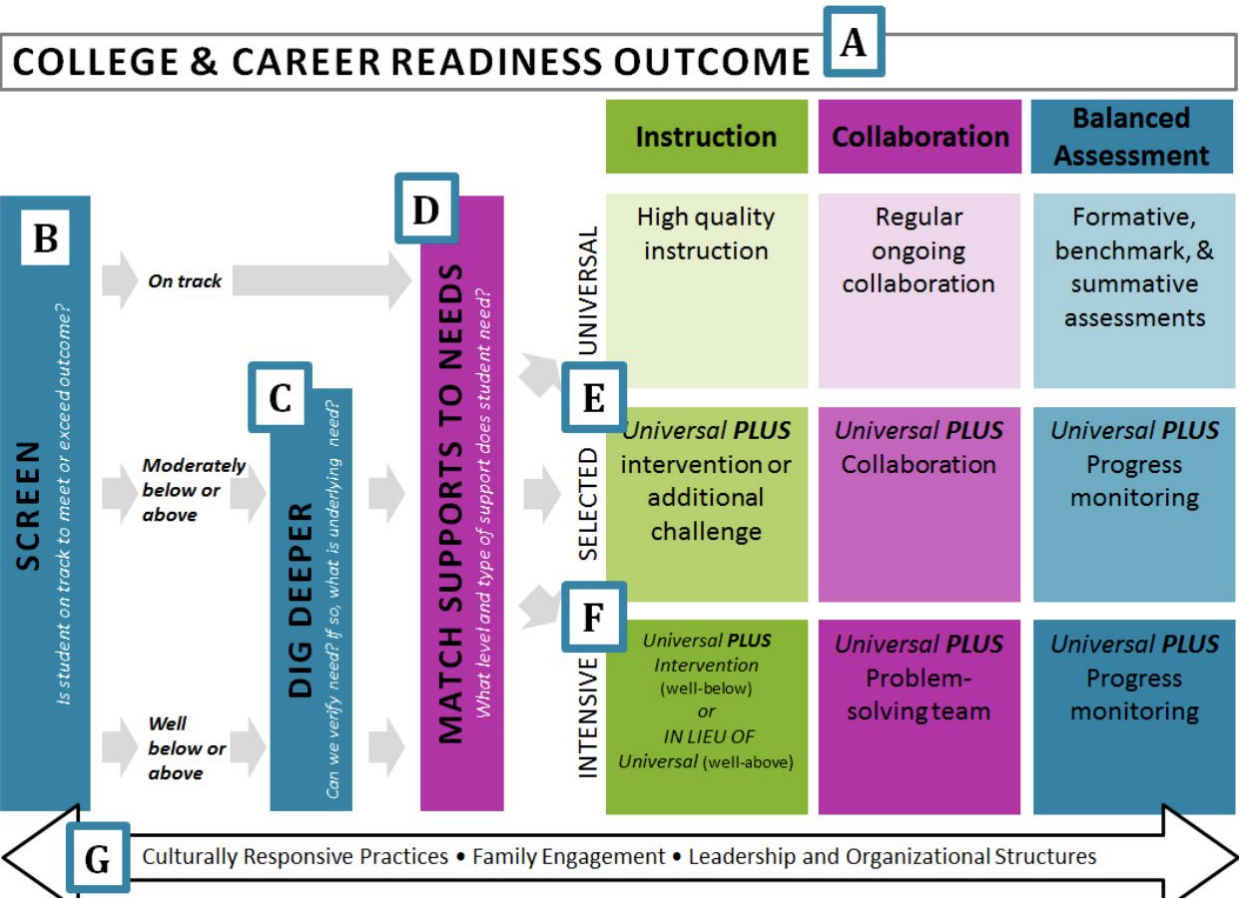 COLLEGE & CAREER READINESS OUTCOME
A
Instruction
Collaboration
Balanced
Assessment
B
SCREEN
Is student on track to meet or exceed outcome?
On track
Moderately
below or
above
Well
below or
above
C
DIG DEEPER
Can we verify need? If so, what is underlying need?
D
MATCH SUPPORTS TO NEEDS
What level and type of support does student need?
UNIVERSAL
High quality
instruction
Regular
ongoing
collaboration
Formative,
benchmark, &
summative
assessments
E
SELECTED
Universal PLUS
intervention or
additional
challenge
Universal PLUS
Collaboration
Universal PLUS
Progress
monitoring
F
INTENSIVE
Universal PLUS
Intervention
(well-below)
or
IN LIEU OF
Universal (well-above)
Universal PLUS
Problem-
solving team
Universal PLUS
Progress
monitoring
G
Culturally Responsive Practices • Family Engagement • Leadership and Organizational Structures